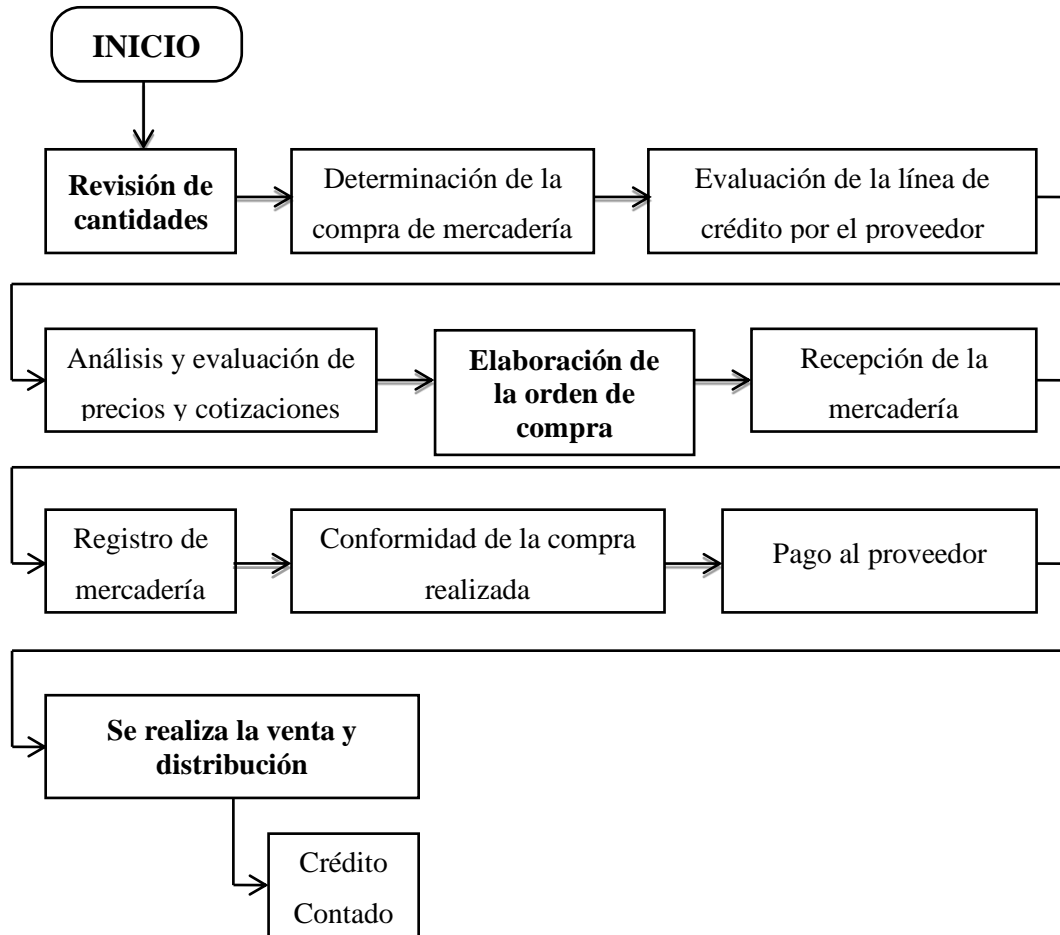 INICIO
Revisión de
cantidades
Determinación de la
compra de mercadería
Evaluación de la línea de
crédito por el proveedor
Análisis y evaluación de
precios y cotizaciones
Elaboración de
la orden de
compra
Recepción de la
mercadería
Registro de
mercadería
Conformidad de la compra
realizada
Pago al proveedor
Se realiza la venta y
distribución
Crédito
Contado